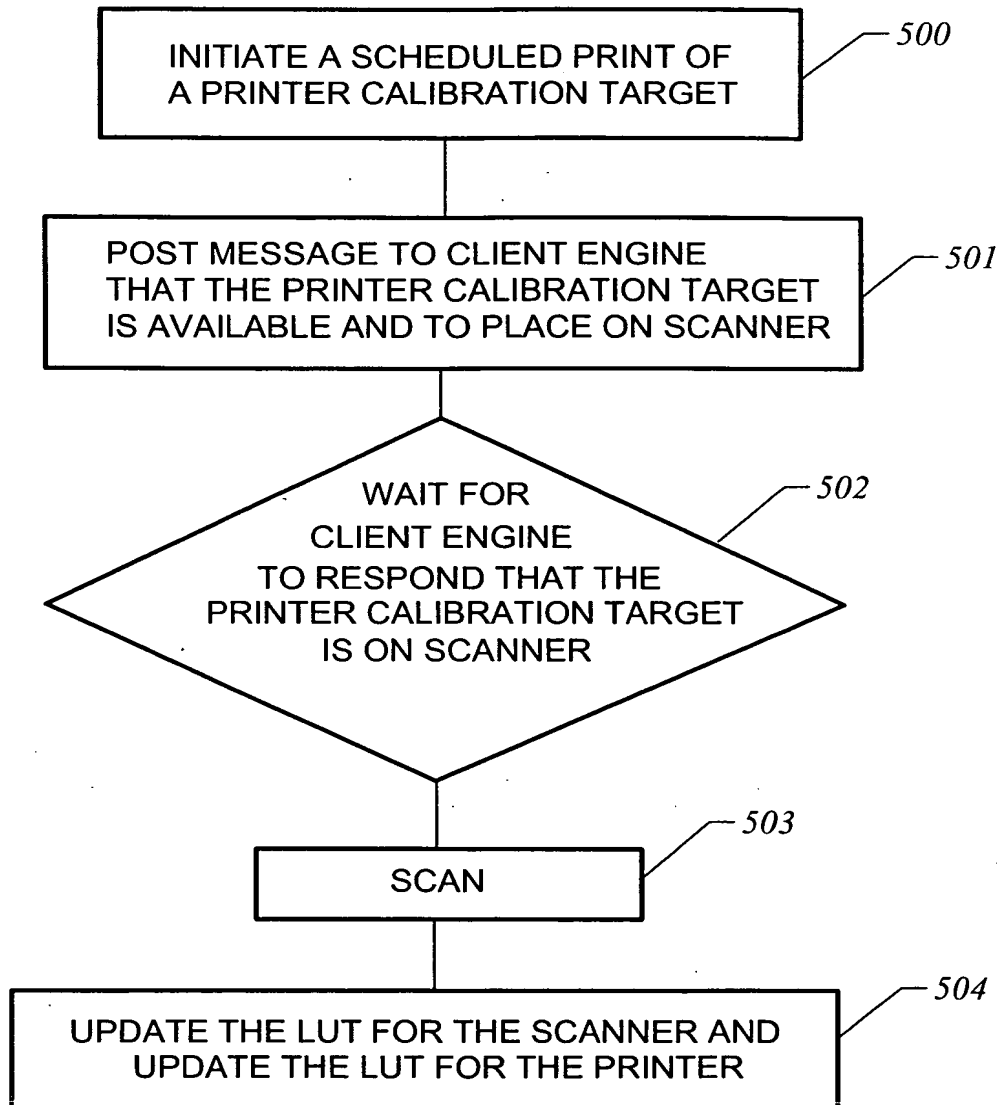 INITIATE A SCHEDULED PRINT OF
A PRINTER CALIBRATION TARGET
500
POST MESSAGE TO CLIENT ENGINE
THAT THE PRINTER CALIBRATION TARGET
IS AVAILABLE AND TO PLACE ON SCANNER
501
WAIT FOR
CLIENT ENGINE
TO RESPOND THAT THE
PRINTER CALIBRATION TARGET
IS ON SCANNER
502
SCAN
503
UPDATE THE LUT FOR THE SCANNER AND
UPDATE THE LUT FOR THE PRINTER
504